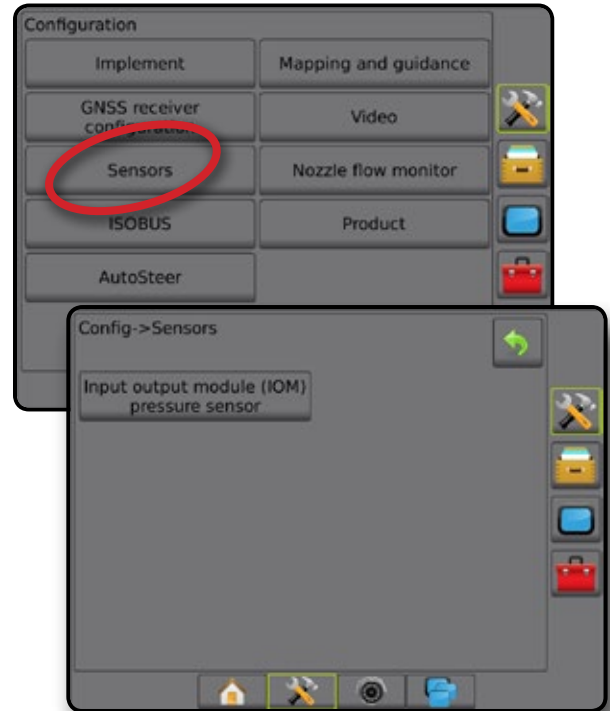 Configuration
Implement
Mapping and guidance
GNSS receiver
configuration
Video
Sensors
Nozzle flow monitor
ISOBUS
Product
AutoSteer
Config->Sensors
Input output module (IOM)
pressure sensor